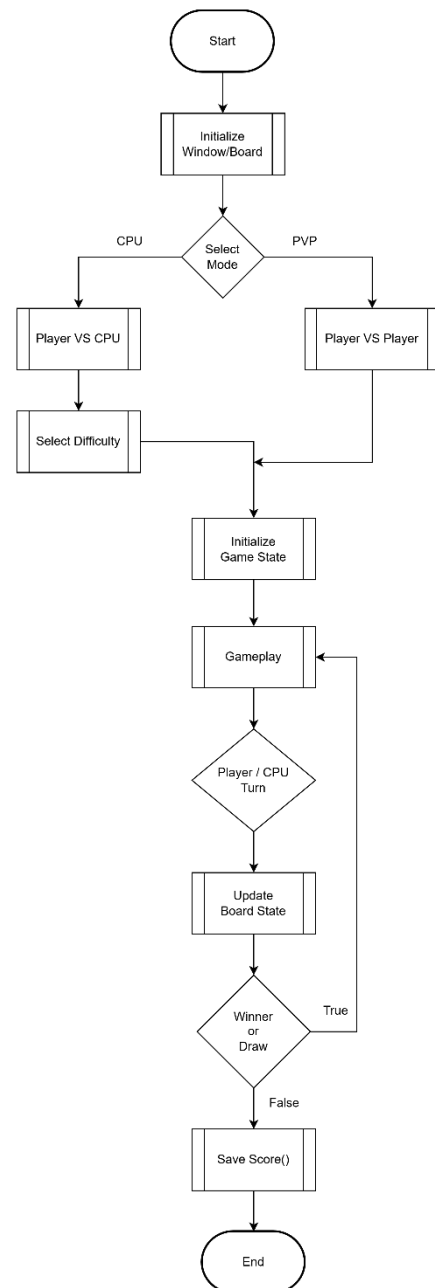 Start
Initialize
Window/Board
CPU
Select
Mode
PVP
Player VS CPU
Player VS Player
Select Difficulty
Initialize
Game State
Gameplay
Player / CPU
Turn
Update
Board State
Winner
or
Draw
True
False
Save Score()
End